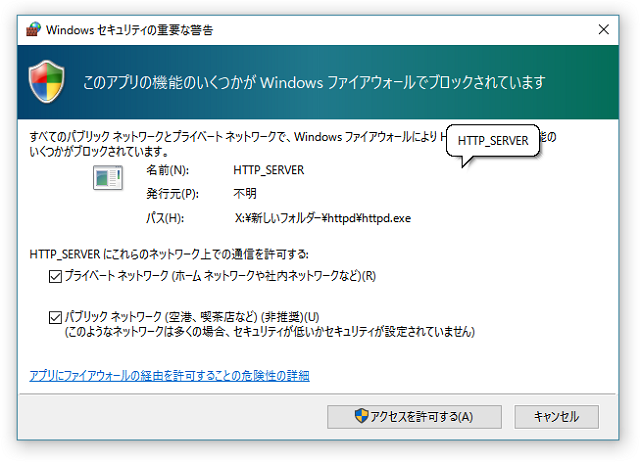 Windows セキュリティの重要な警告
このアプリの機能のいくつかが Windows ファイアウォールでブロックされています
すべてのパブリック ネットワークとプライベート ネットワークで、Windows ファイアウォールにより H 能の
HTTP_SERVER
いくつかがブロックされています。
名前(N): HTTP_SERVER
発行元(P): 不明
パス(H): X:¥新しいフォルダー¥httpd¥httpd.exe
HTTP_SERVER にこれらのネットワーク上での通信を許可する:
プライベート ネットワーク (ホーム ネットワークや社内ネットワークなど)(R)
パブリック ネットワーク (空港、喫茶店など) (非推奨)(U)
(このようなネットワークは多くの場合、セキュリティが低いかセキュリティが設定されていません)
アプリにファイアウォールの経由を許可することの危険性の詳細
アクセスを許可する(A) キャンセル